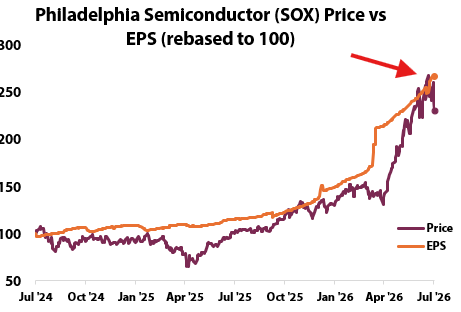 Philadelphia Semiconductor (SOX) Price vs
EPS (rebased to 100)
300
250
200
150
100
50
Price
EPS
Jul '24
Oct '24
Jan '25
Apr '25
Jul '25
Oct '25
Jan '26
Apr '26
Jul '26